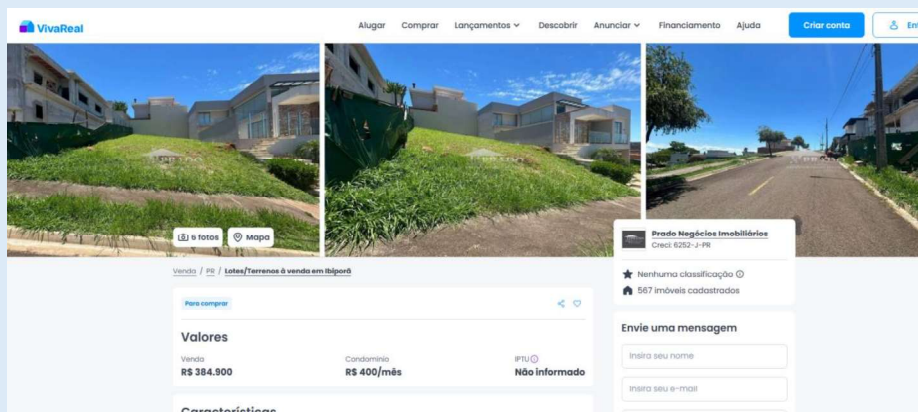 VivaReal
Alugar Comprar Lançamentos Descobrir Anunciar Financiamento Ajuda Criar conta
6 fotos Mapa
Prado Negócios Imobiliários
Creci: 6252-J-PR
Venda / PR / Lotes/Terrenos à venda em Ibiporã
Nenhuma classificação
567 imóveis cadastrados
Para comprar
Envie uma mensagem
Valores
Venda Condomínio IPTU
R$ 384.900 R$ 400/mês Não informado
Insira seu nome
Insira seu e-mail
Características